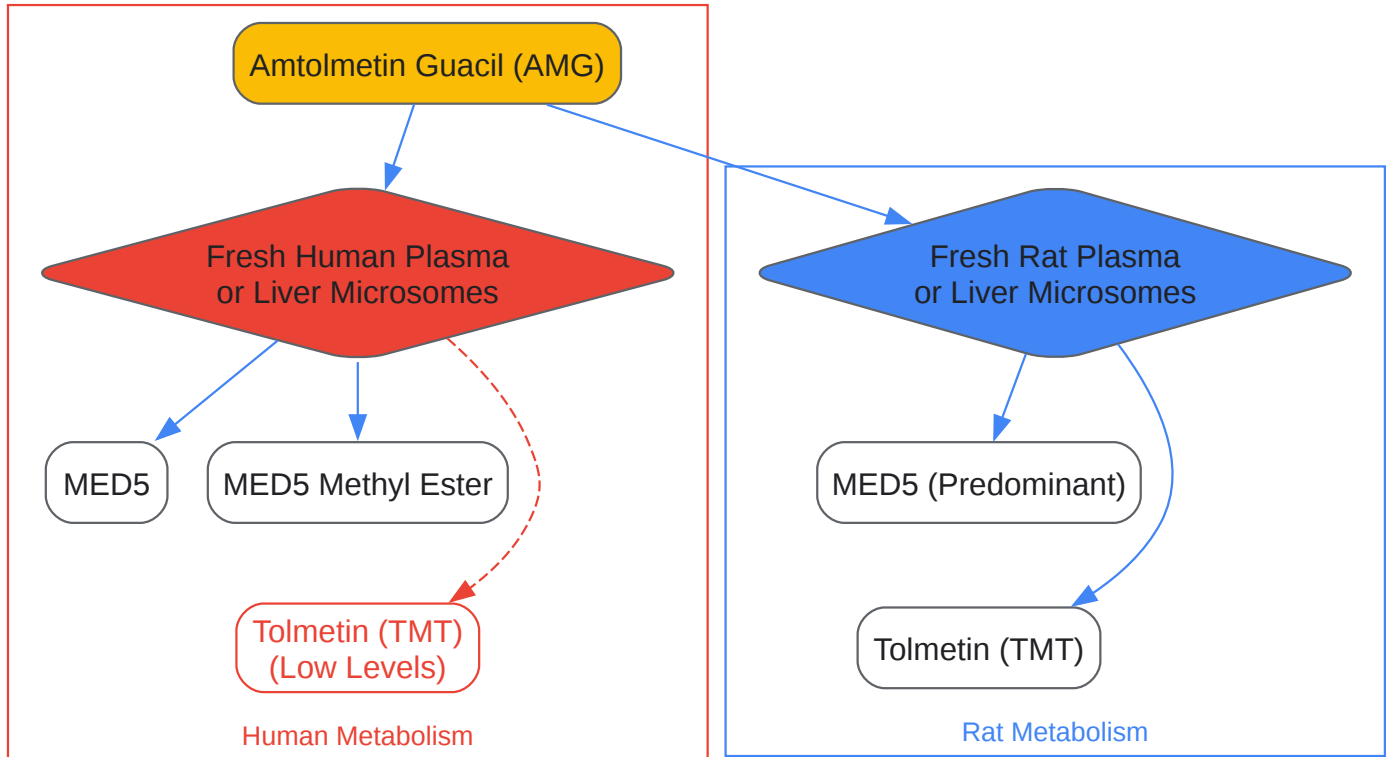 Amtolmetin Guacil (AMG)
Fresh Human Plasma
or Liver Microsomes
Fresh Rat Plasma
or Liver Microsomes
MED5
MED5 Methyl Ester
MED5 (Predominant)
Tolmetin (TMT)
(Low Levels)
Tolmetin (TMT)
Human Metabolism
Rat Metabolism